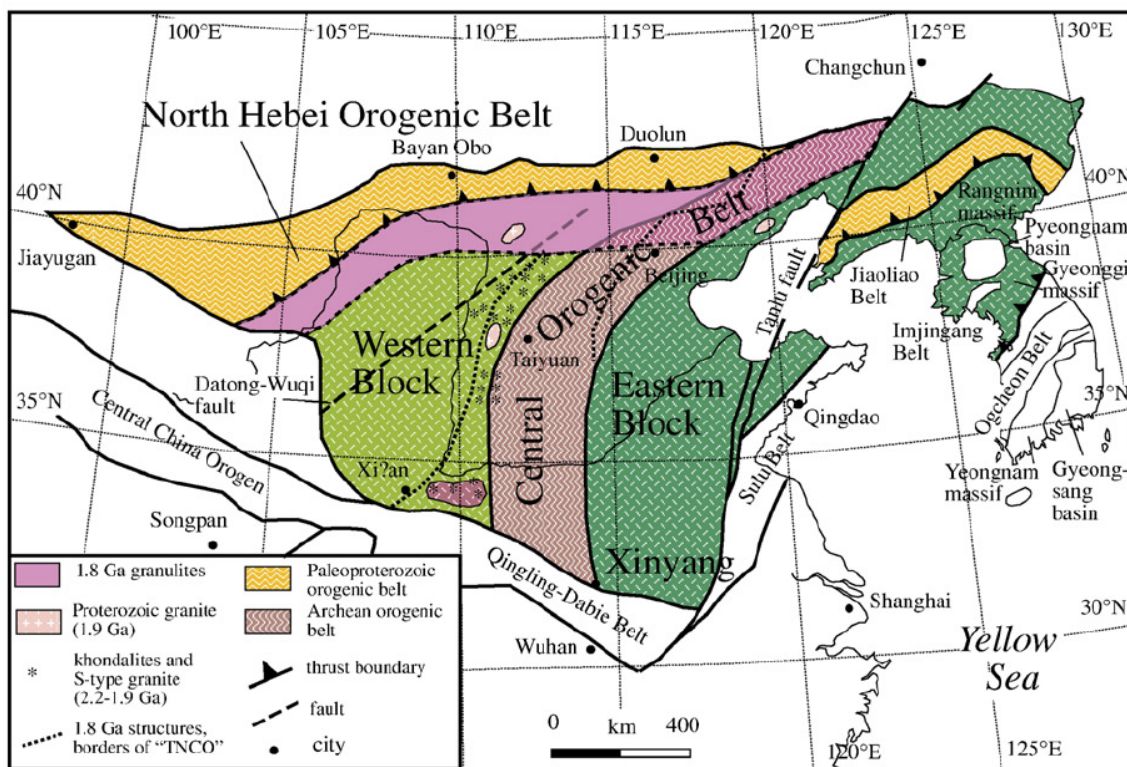 100°E
105°E
110°E
115°E
120°E
125°E
130°E
Changchun
North Hebei Orogenic Belt
Duolun
Bayan Obo
40°N
40°N
Jiayugan
Belt
Rangnim
massif
Pyeongnam
basin
Gyeonggi
massif
Beijing
Orogenic
Tanlu fault
Jiaoliao
Belt
Imjingang
Belt
Western
Block
Taiyuan
Eastern
Block
Datong-Wuqi
fault
35°N
35°N
Ogcheon Belt
Qingdao
Central China Orogen
Central
Sulu Belt
Xi?an
Yeongnam
massif
Gyeong-
sang
basin
Songpan
Xinyang
Qingling-Dabie Belt
Wuhan
Shanghai
30°N
Yellow
Sea
1.8 Ga granulites
Proterozoic granite
(1.9 Ga)
khondalites and
S-type granite
(2.2-1.9 Ga)
1.8 Ga structures,
borders of “TNCO”
Paleoproterozoic
orogenic belt
Archean orogenic
belt
thrust boundary
fault
city
0 km 400
120°E
125°E